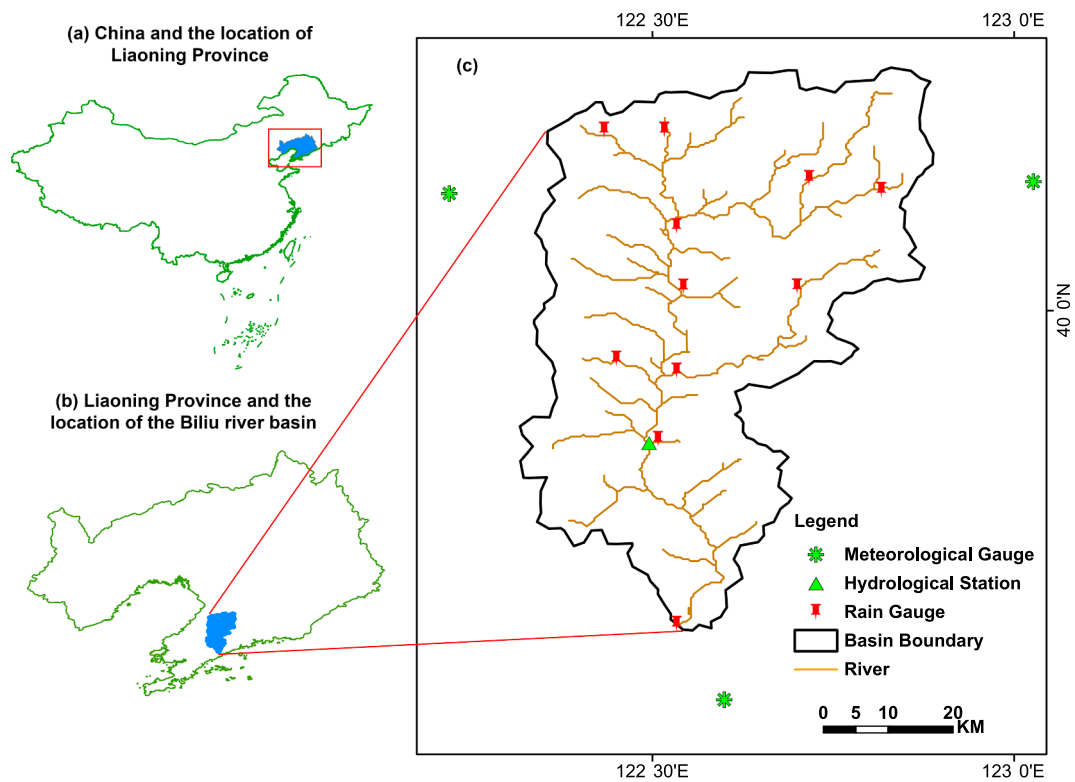 (a) China and the location of
Liaoning Province
(b) Liaoning Province and the
location of the Biliu river basin
122 30'E
123 0'E
(c)
40 0'N
Legend
Meteorological Gauge
Hydrological Station
Rain Gauge
Basin Boundary
River
0 5 10 20
KM
122 30'E
123 0'E